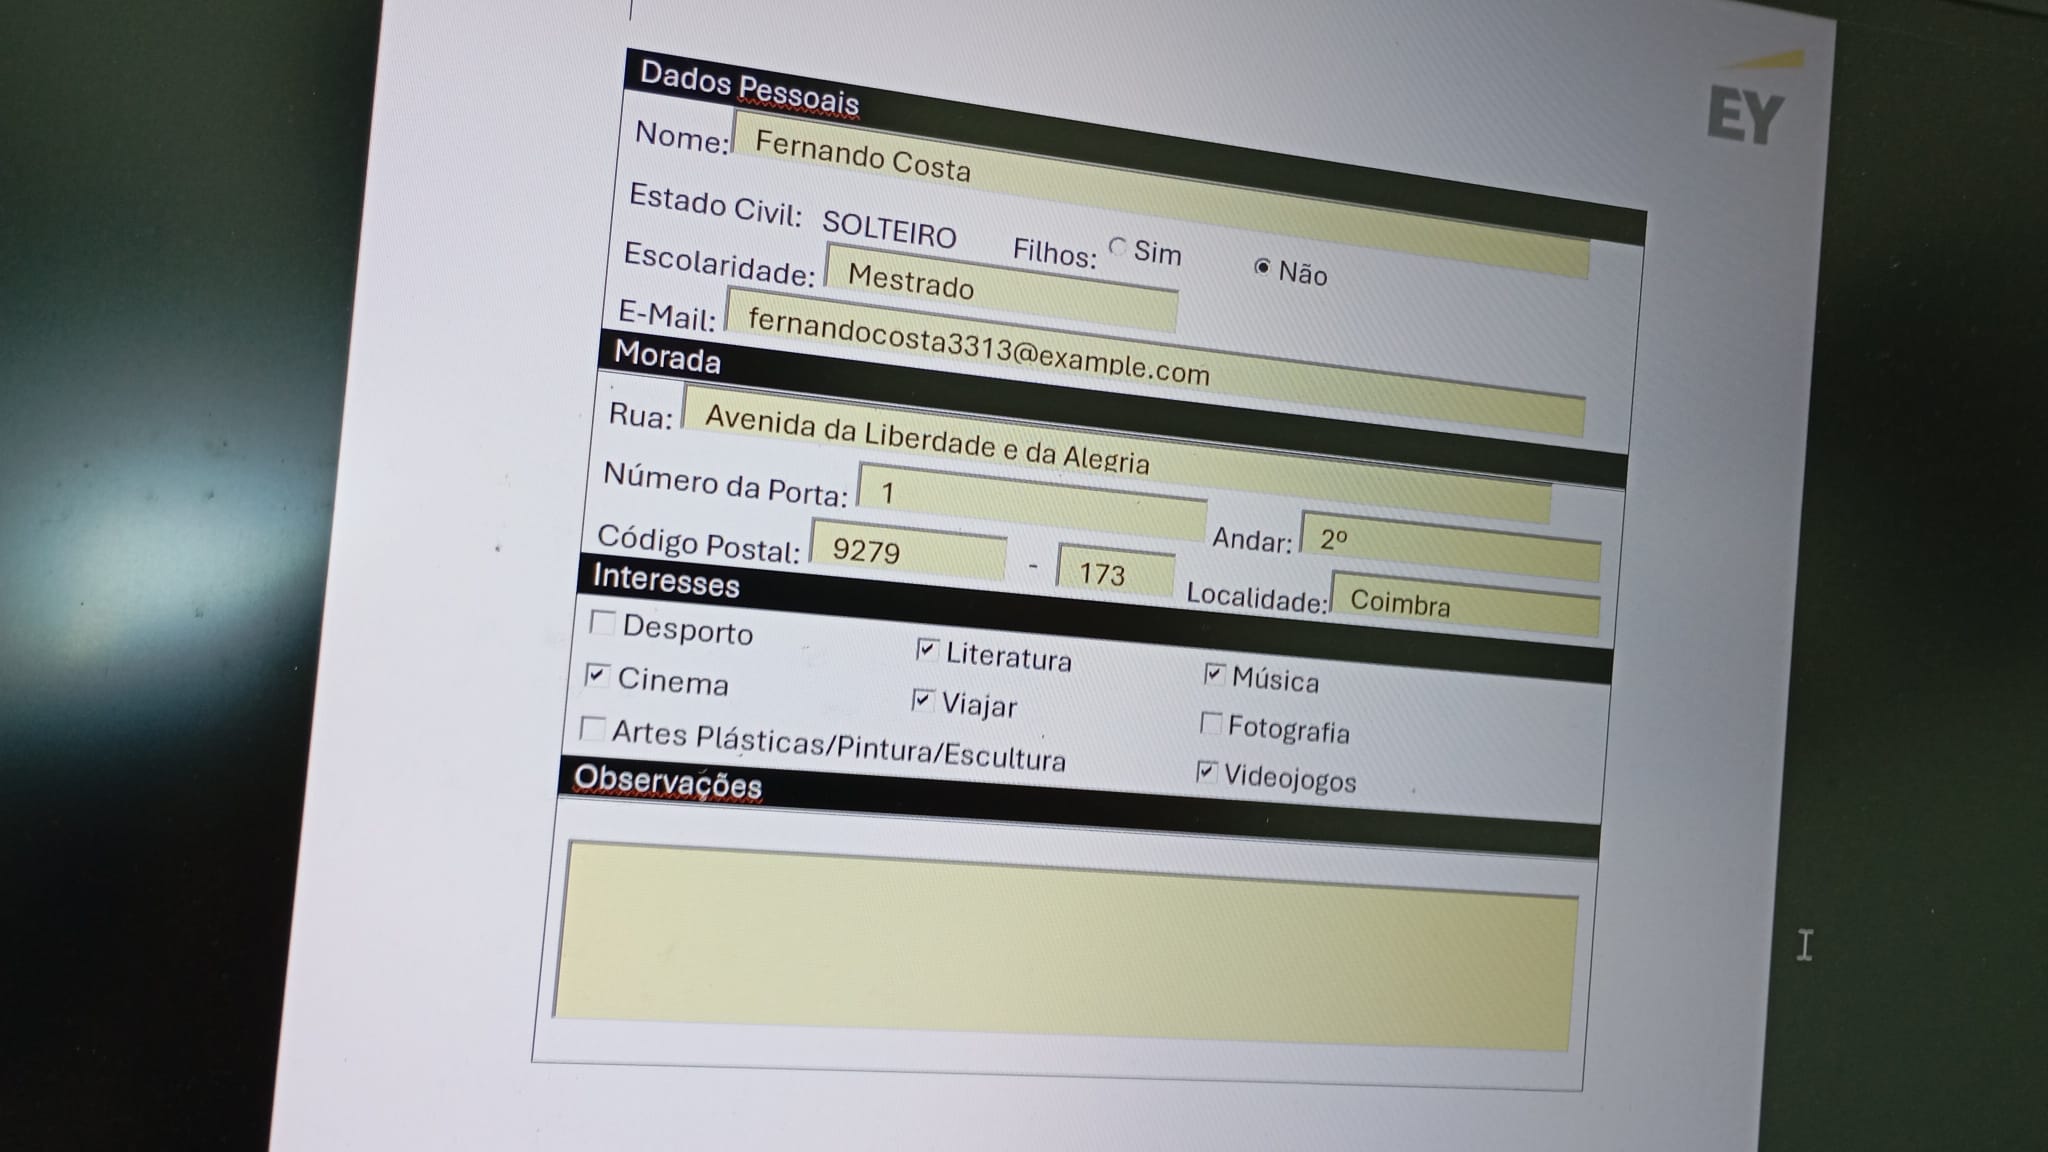 EY
Dados Pessoais
Nome: Fernando Costa
Estado Civil: SOLTEIRO Filhos: Sim Não
Escolaridade: Mestrado
E-Mail: fernandocosta3313@example.com
Morada
Rua: Avenida da Liberdade e da Alegria
Número da Porta: 1 Andar: 2º
Código Postal: 9279 - 173 Localidade: Coimbra
Interesses
Desporto Literatura Música
Cinema Viajar Fotografia
Artes Plásticas/Pintura/Escultura Videojogos
Observações